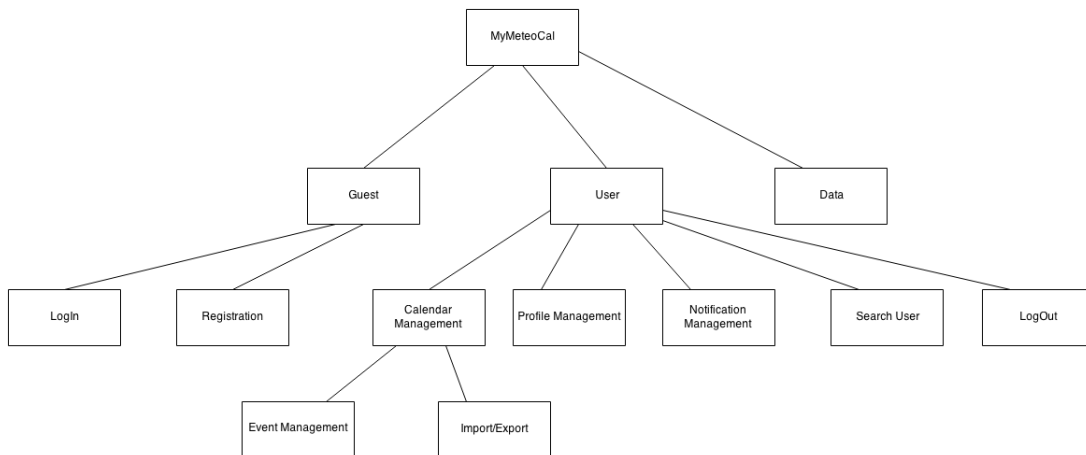 MyMeteoCal
Guest
User
Data
LogIn
Registration
Calendar
Management
Profile Management
Notification
Management
Search User
LogOut
Event Management
Import/Export